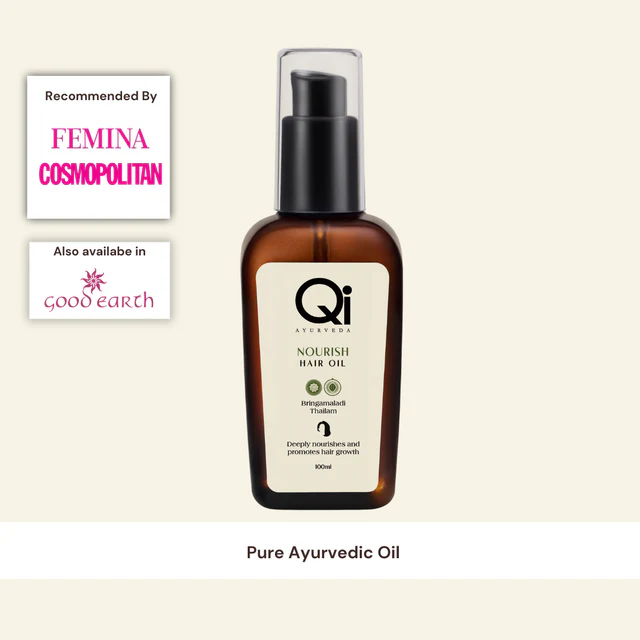 Recommended By
FEMINA
COSMOPOLITAN
Also availabe in
good earth
Qi
AYURVEDA
NOURISH
HAIR OIL
Bringamaladi
Thailam
Deeply nourishes and
promotes hair growth
100ml
Pure Ayurvedic Oil